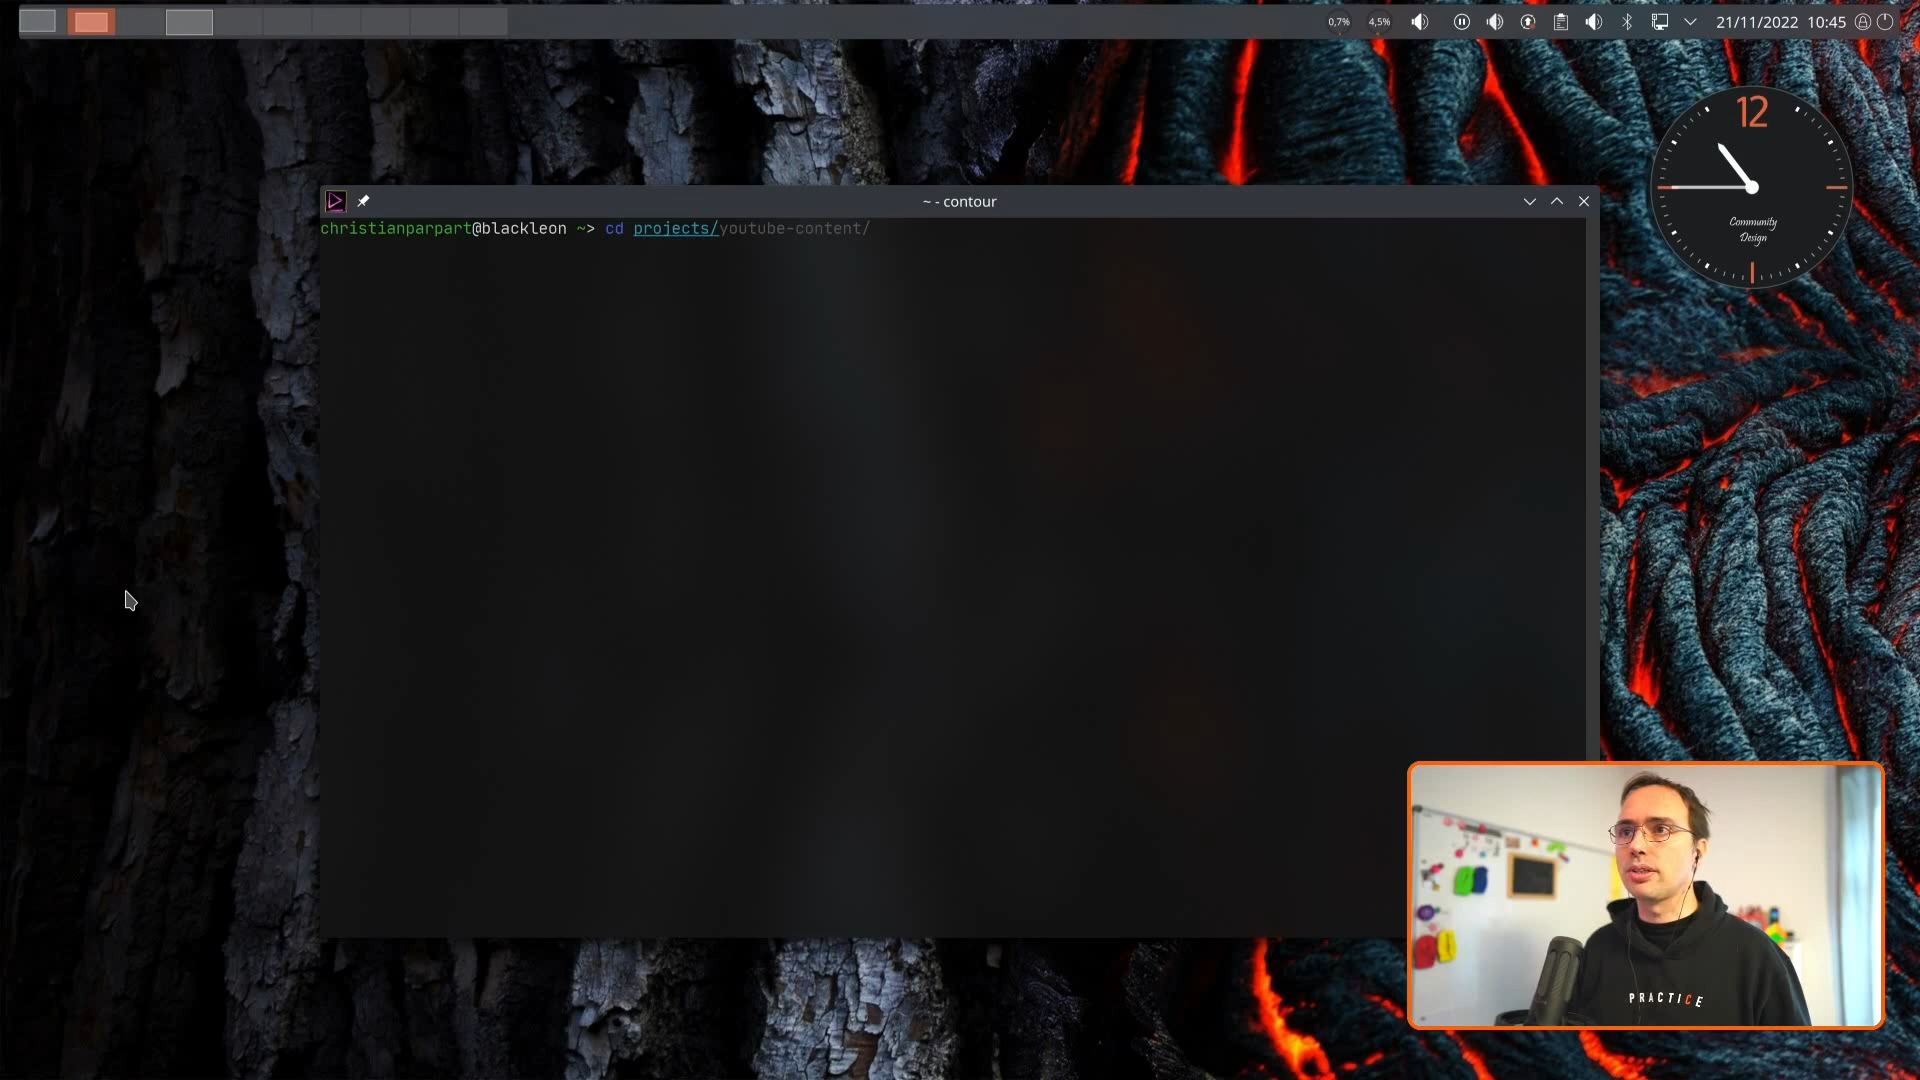 0,7% 4,5% 21/11/2022 10:45
12
Community
Design
~ - contour
christianparpart@blackleon ~> cd projects/youtube-content/
PRACTICE